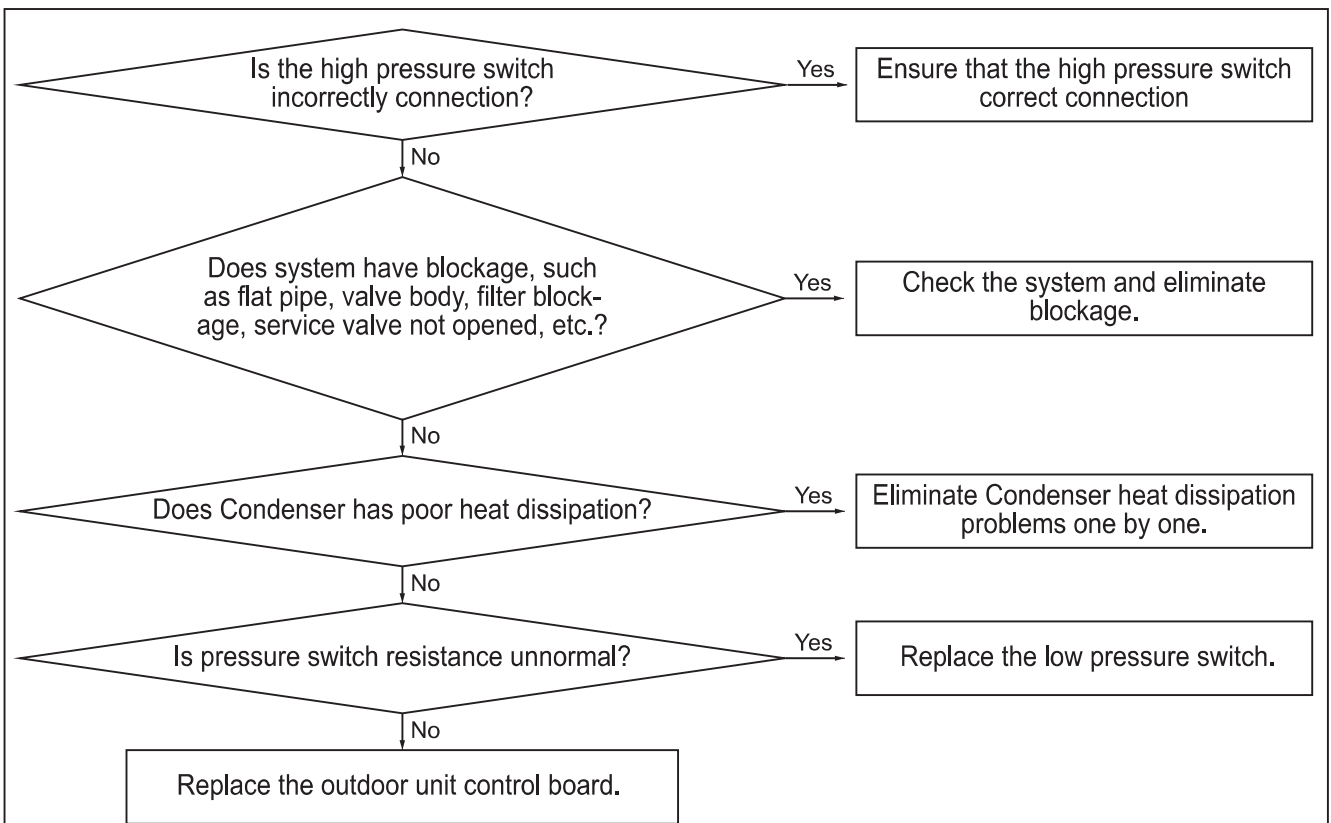 Is the high pressure switch
incorrectly connection?
Yes
Ensure that the high pressure switch
correct connection
No
Does system have blockage, such
as flat pipe, valve body, filter block-
age, service valve not opened, etc.?
Yes
Check the system and eliminate
blockage.
No
Does Condenser has poor heat dissipation?
Yes
Eliminate Condenser heat dissipation
problems one by one.
No
Is pressure switch resistance unnormal?
Yes
Replace the low pressure switch.
No
Replace the outdoor unit control board.